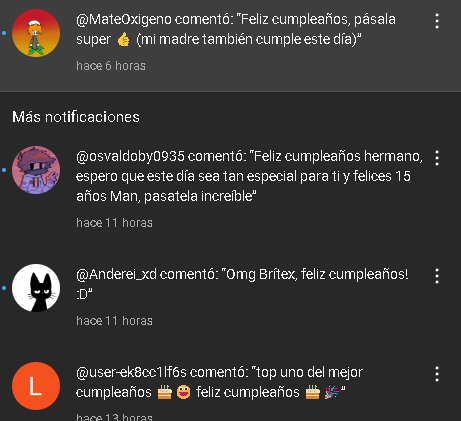 @MateOxigeno comentó: "Feliz cumpleaños, pásala
super 👍 (mi madre también cumple este día)"
hace 6 horas
Más notificaciones
@osvaldoby0935 comentó: "Feliz cumpleaños hermano,
espero que este día sea tan especial para ti y felices 15
años Man, pasatela increíble"
hace 11 horas
@Anderei_xd comentó: "Omg Brítex, feliz cumpleaños!
:D"
hace 11 horas
L
@user-ek8cc1lf6s comentó: "top uno del mejor
cumpleaños 🎂😃 feliz cumpleaños 🎂🎉"
hace 13 horas